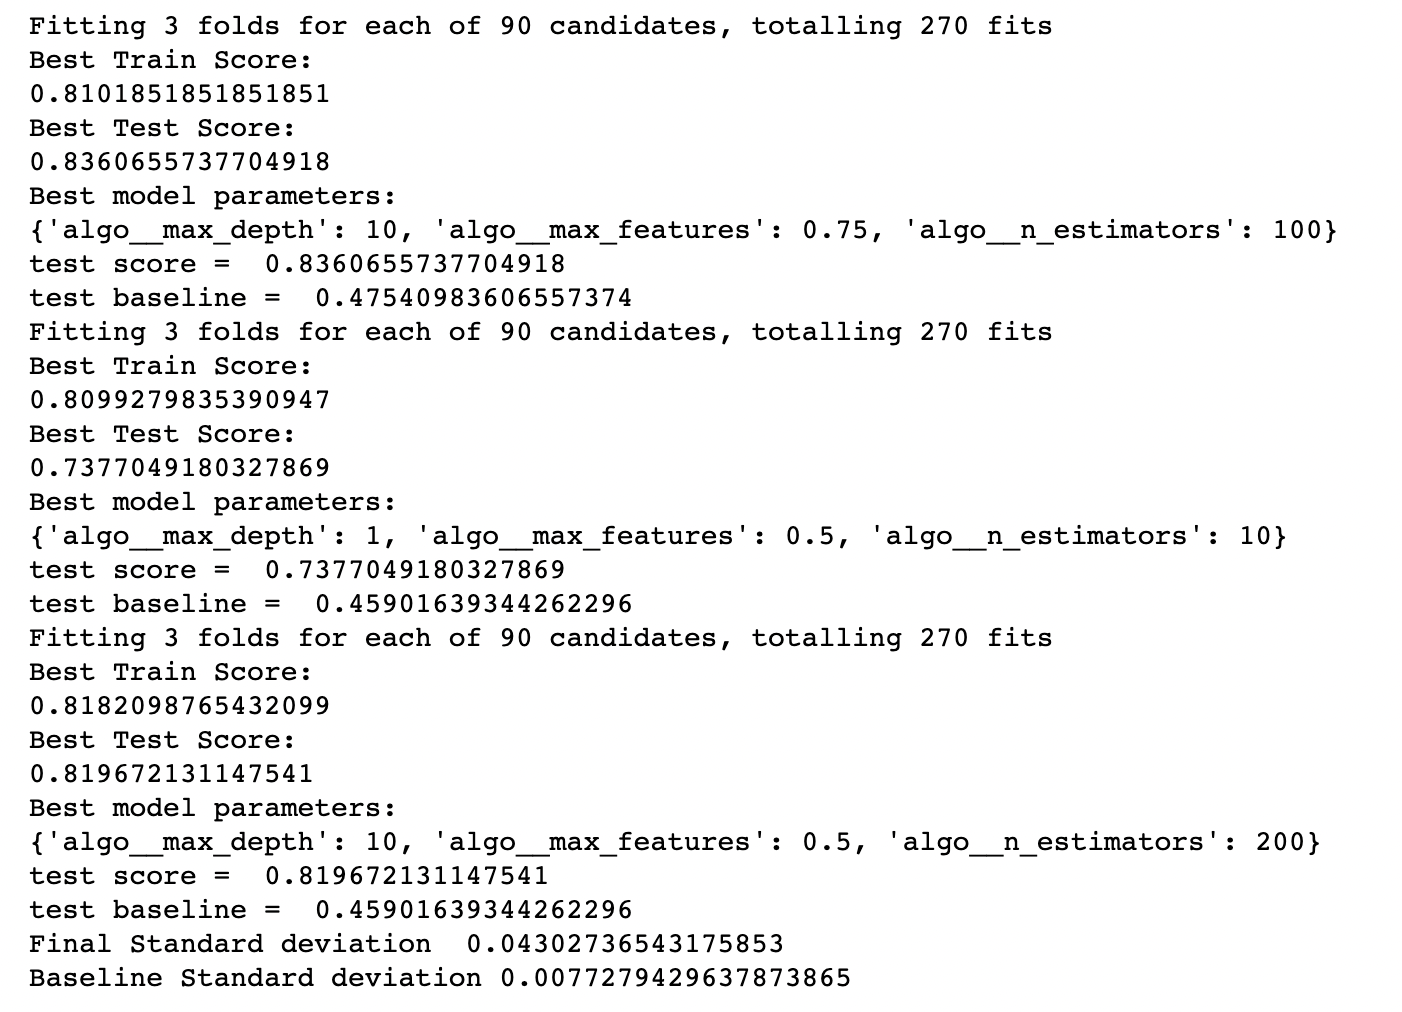 Fitting 3 folds for each of 90 candidates, totalling 270 fits
Best Train Score:
0.8101851851851851
Best Test Score:
0.8360655737704918
Best model parameters:
{'algo__max_depth': 10, 'algo__max_features': 0.75, 'algo__n_estimators': 100}
test score =  0.8360655737704918
test baseline =  0.47540983606557374
Fitting 3 folds for each of 90 candidates, totalling 270 fits
Best Train Score:
0.8099279835390947
Best Test Score:
0.7377049180327869
Best model parameters:
{'algo__max_depth': 1, 'algo__max_features': 0.5, 'algo__n_estimators': 10}
test score =  0.7377049180327869
test baseline =  0.45901639344262296
Fitting 3 folds for each of 90 candidates, totalling 270 fits
Best Train Score:
0.8182098765432099
Best Test Score:
0.819672131147541
Best model parameters:
{'algo__max_depth': 10, 'algo__max_features': 0.5, 'algo__n_estimators': 200}
test score =  0.819672131147541
test baseline =  0.45901639344262296
Final Standard deviation  0.04302736543175853
Baseline Standard deviation 0.0077279429637873865